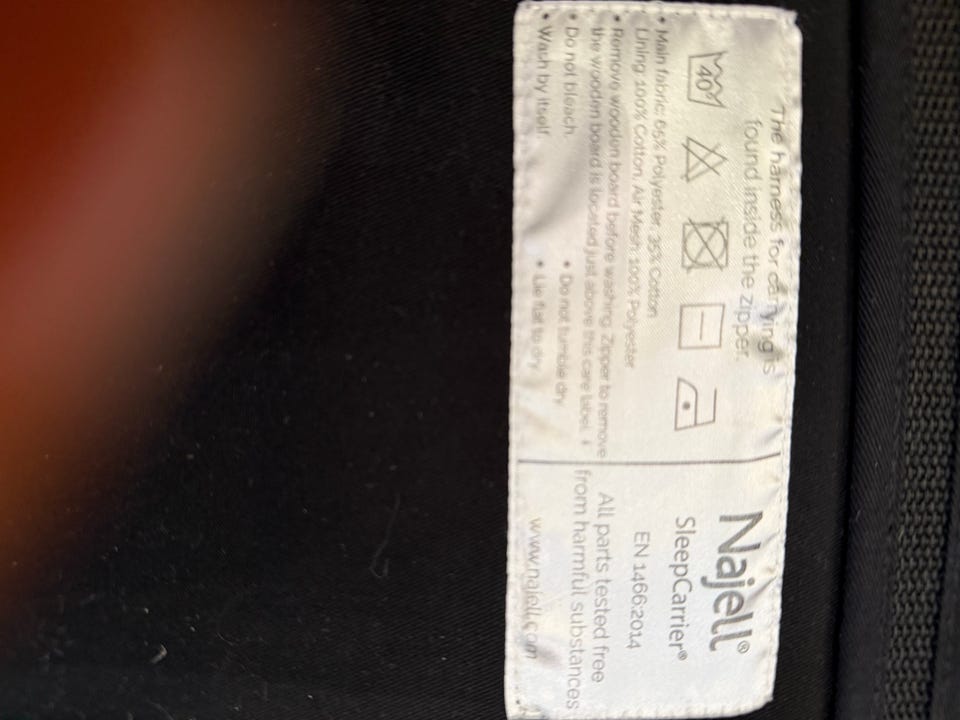 The harness for carrying is
found inside the zipper.
40
• Main fabric: 65% Polyester, 35% Cotton
Lining: 100% Cotton, Air Mesh: 100% Polyester
• Remove wooden board before washing. Zipper to remove
the wooden board is located just above this care label.
• Do not bleach.
• Do not tumble dry
• Wash by itself.
• Lie flat to dry
Najell®
SleepCarrier®
EN 1466:2014
All parts tested free
from harmful substances
www.najell.com